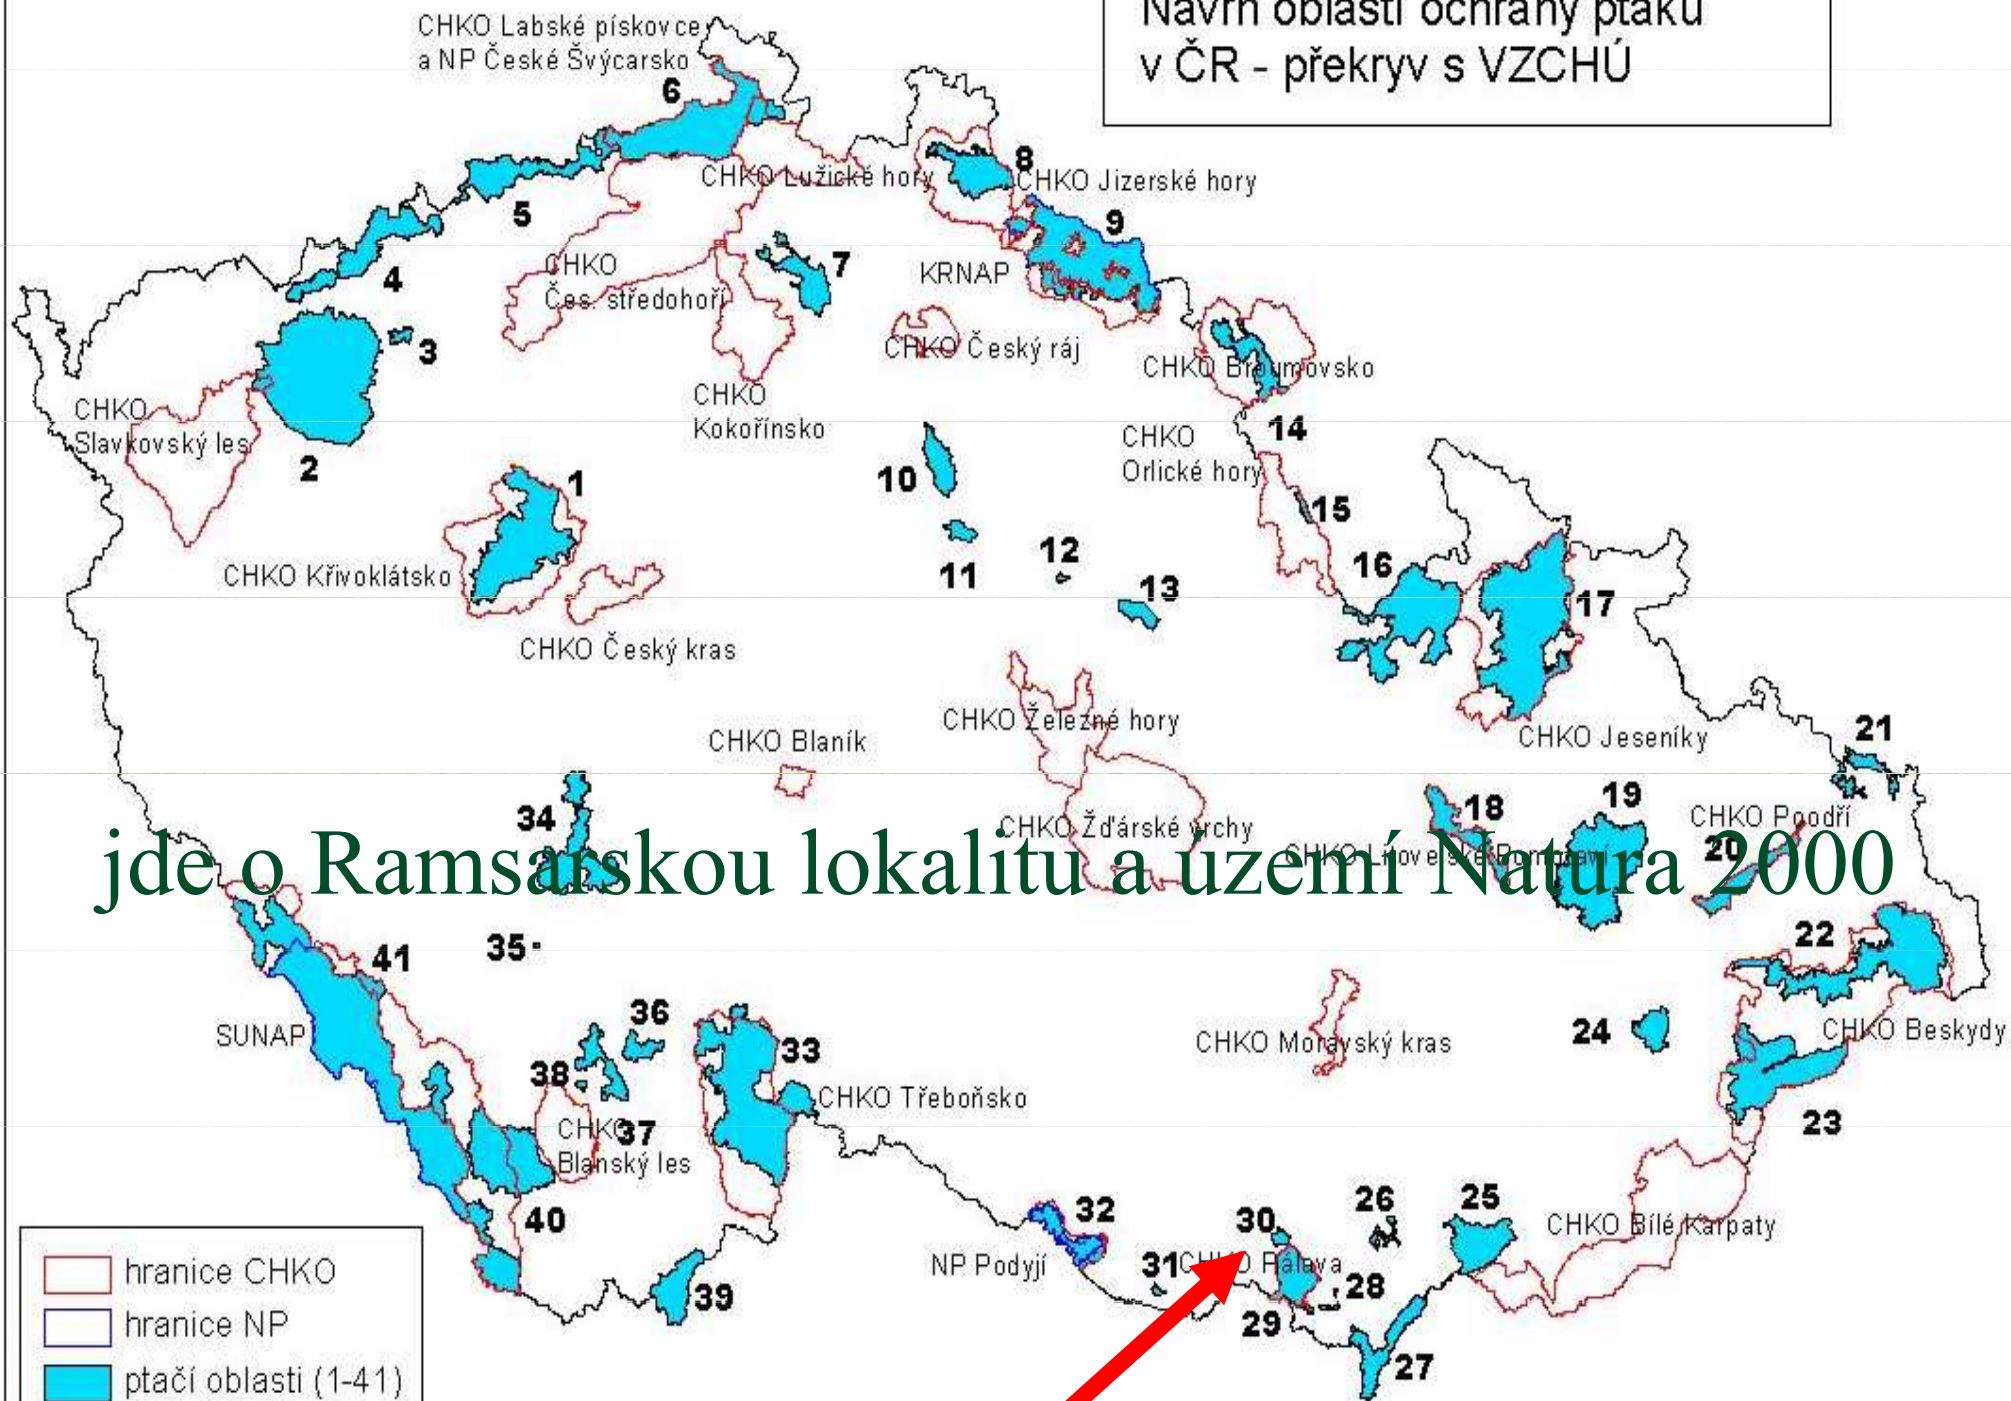 Návrh oblastí ochrany ptáků
v ČR - překryv s VZCHÚ
CHKO Labské pískovce
a NP České Švýcarsko
6
CHKO Lužické hory
8
CHKO Jizerské hory
5
9
4
CHKO
Čes. středohoří
7
KRNAP
3
CHKO Český ráj
CHKO Broumovsko
CHKO
Slavkovský les
CHKO
Kokořínsko
2
14
CHKO
Orlické hory
1
10
15
CHKO Křivoklátsko
11
12
13
16
17
CHKO Český kras
CHKO Železné hory
CHKO Blaník
CHKO Jeseníky
21
34
CHKO Žďárské vrchy
18
19
CHKO Poodří
CHKO Litovelské Pomoraví
20
jde o Ramsarskou lokalitu a území Natura 2000
35
41
22
SUNAP
36
33
CHKO Moravský kras
24
CHKO Beskydy
38
CHKO Třeboňsko
37
CHKO
Blanský les
23
40
32
30
26
25
CHKO Bílé Karpaty
NP Podyjí
31
CHKO Pálava
28
39
29
27
hranice CHKO
hranice NP
ptačí oblasti (1-41)